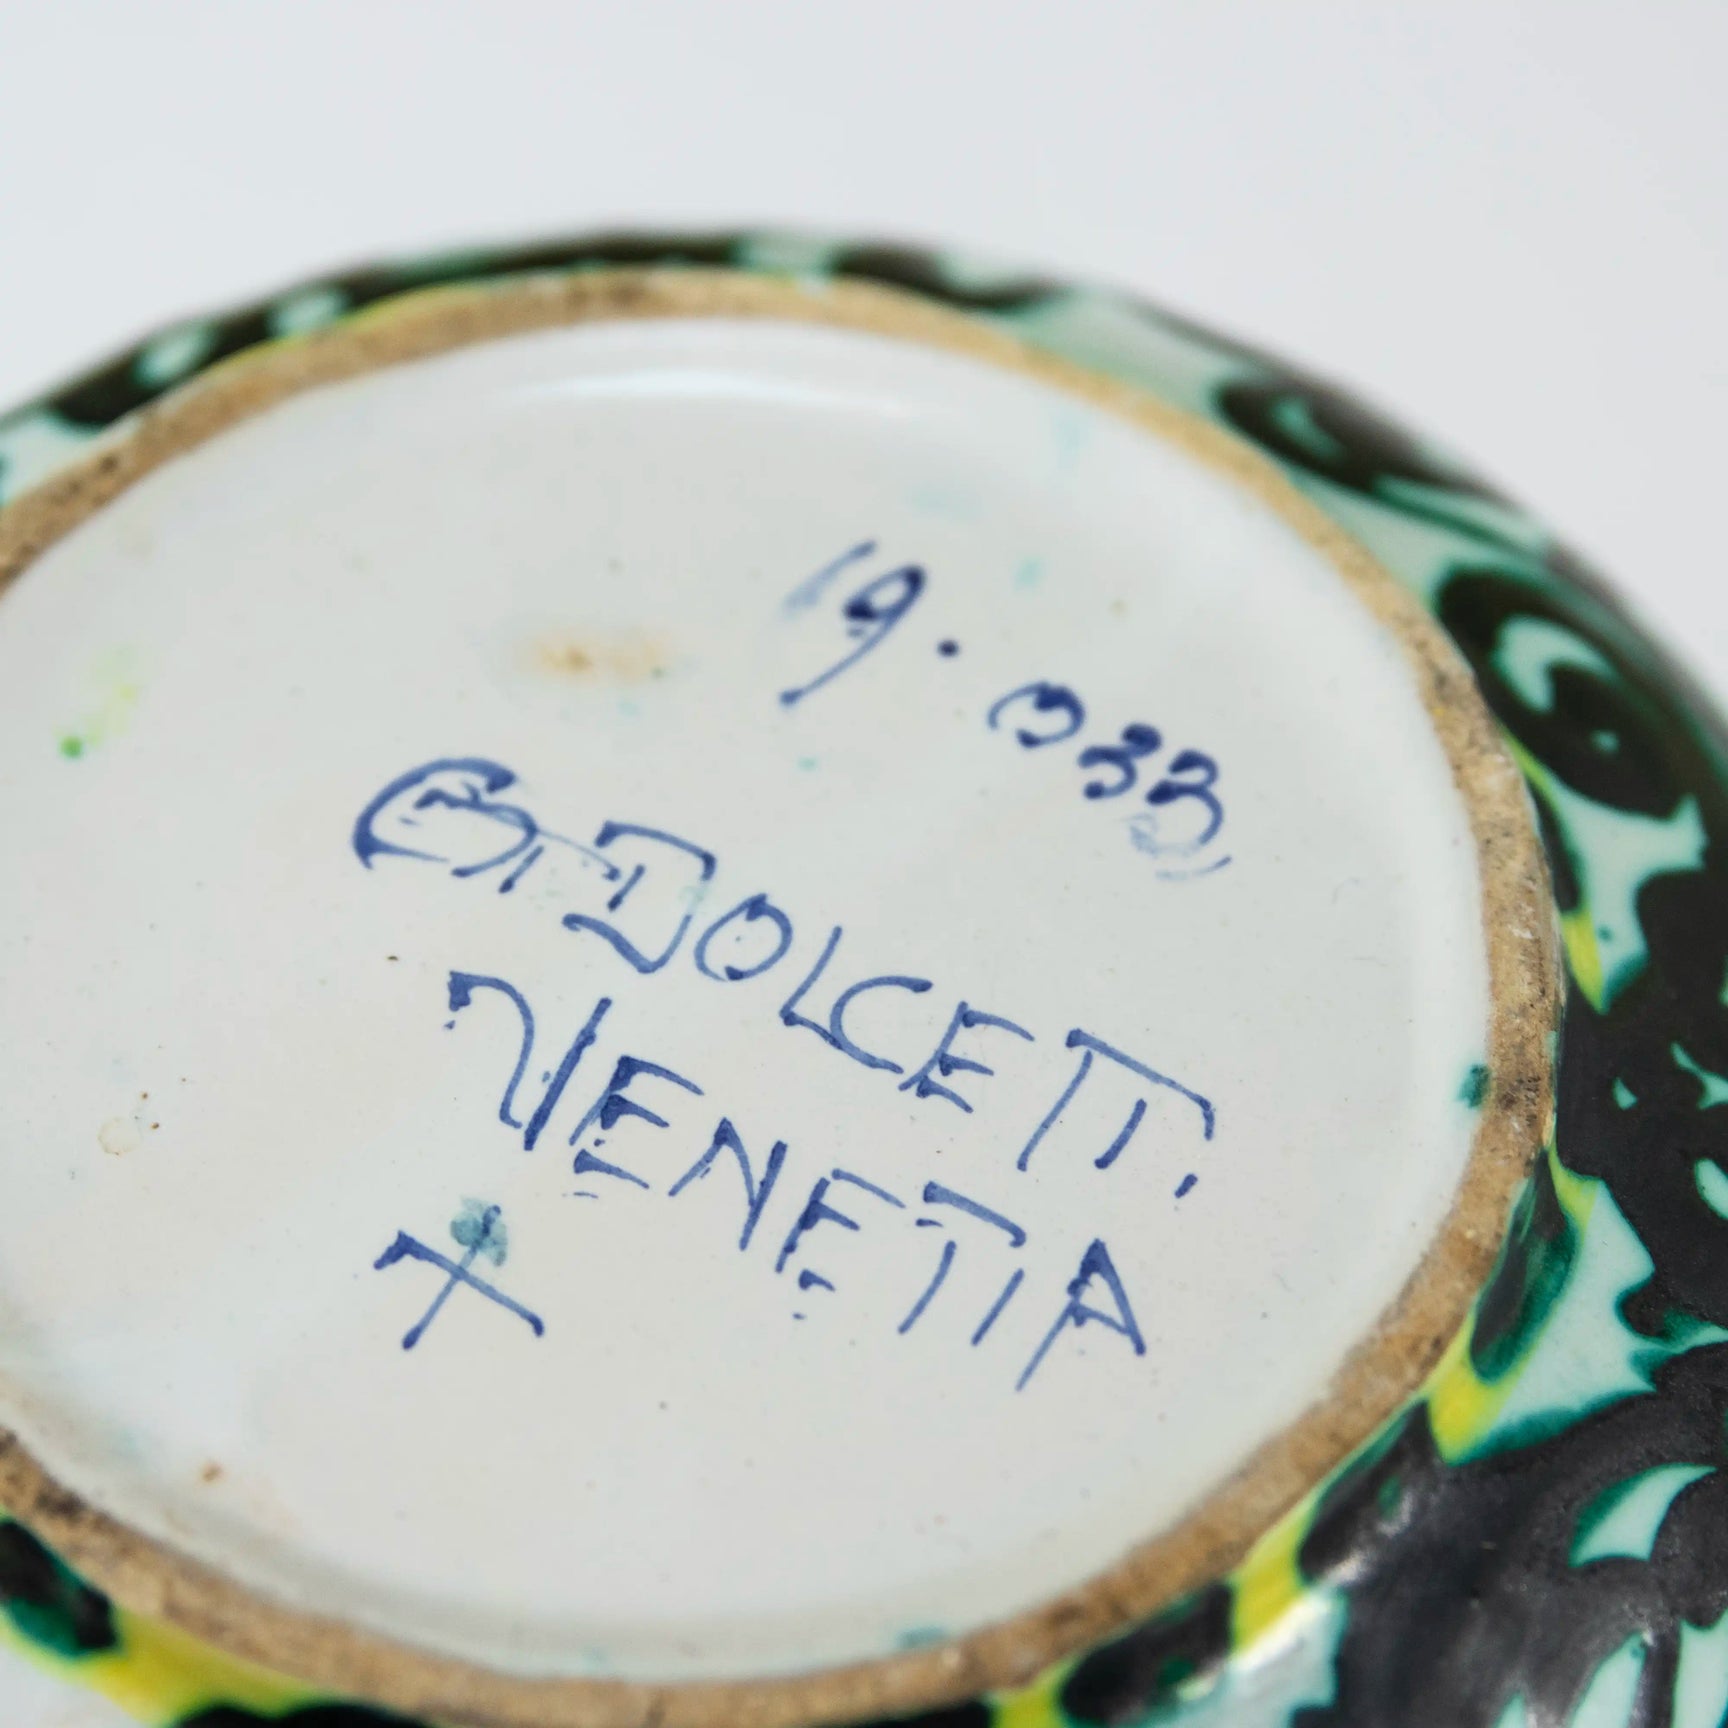 19.033
G. DOLCETTI.
VENETIA